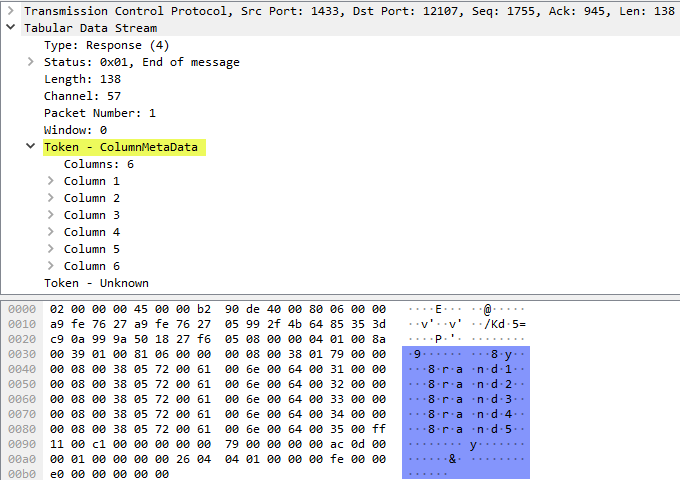 Transmission Control Protocol, Src Port: 1433, Dst Port: 12107, Seq: 1755, Ack: 945, Len: 138
Tabular Data Stream
Type: Response (4)
Status: 0x01, End of message
Length: 138
Channel: 57
Packet Number: 1
Window: 0
Token - ColumnMetaData
Columns: 6
Column 1
Column 2
Column 3
Column 4
Column 5
Column 6
Token - Unknown
0000 02 00 00 00 45 00 00 b2 90 de 40 00 80 06 00 00 ····E··· ··@·····
0010 a9 fe 76 27 a9 fe 76 27 05 99 2f 4b 64 85 35 3d ··v'··v' ··/Kd·5=
0020 c9 0a 99 9a 50 18 27 f6 05 08 00 00 04 01 00 8a ····P·'· ········
0030 00 39 01 00 81 06 00 00 00 08 00 38 01 79 00 00 ·9······ ···8·y··
0040 00 08 00 38 05 72 00 61 00 6e 00 64 00 31 00 00 ···8·r·a ·n·d·1··
0050 00 08 00 38 05 72 00 61 00 6e 00 64 00 32 00 00 ···8·r·a ·n·d·2··
0060 00 08 00 38 05 72 00 61 00 6e 00 64 00 33 00 00 ···8·r·a ·n·d·3··
0070 00 08 00 38 05 72 00 61 00 6e 00 64 00 34 00 00 ···8·r·a ·n·d·4··
0080 00 08 00 38 05 72 00 61 00 6e 00 64 00 35 00 ff ···8·r·a ·n·d·5··
0090 11 00 c1 00 00 00 00 00 79 00 00 00 00 ac 0d 00 ········ y·······
00a0 00 01 00 00 00 00 26 04 04 01 00 00 00 fe 00 00 ······&· ········
00b0 e0 00 00 00 00 00 ······